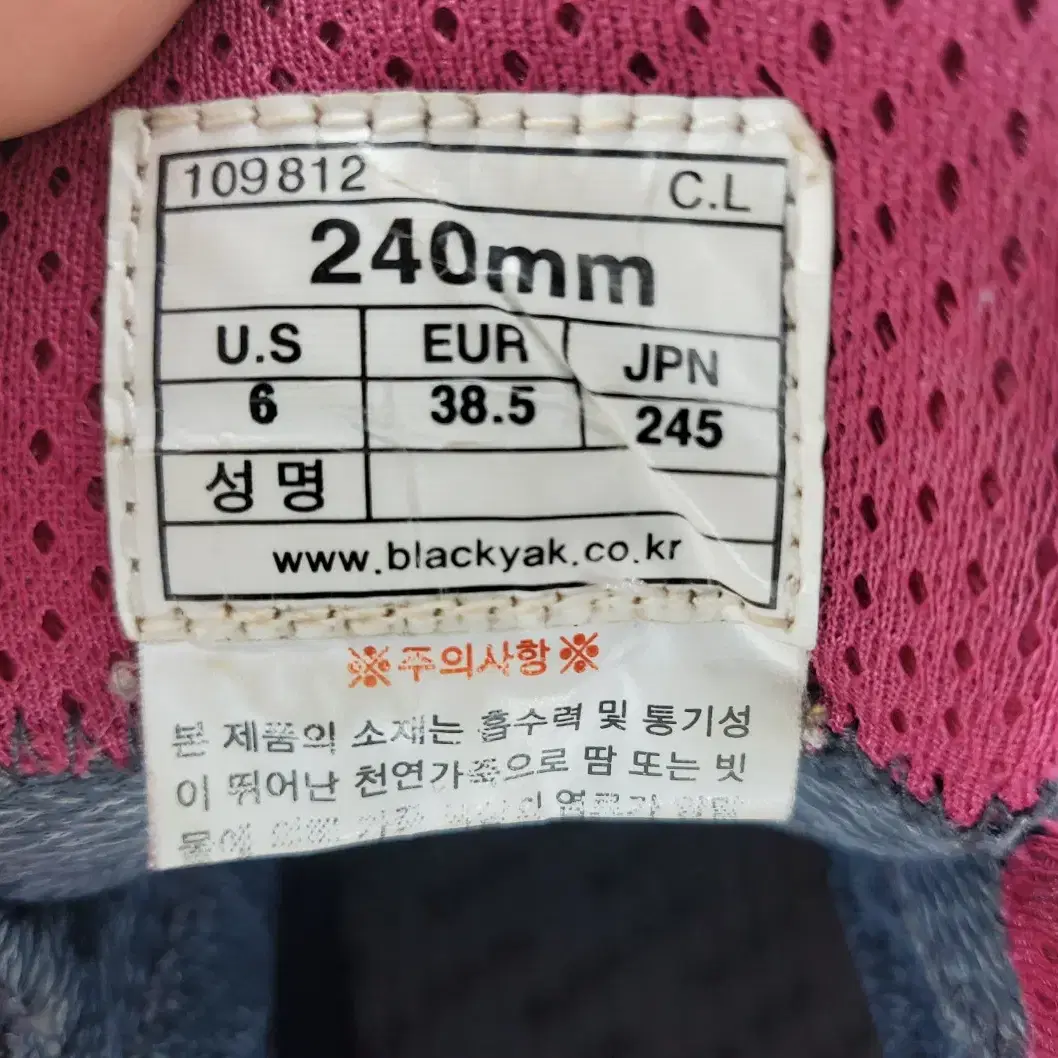 109812 C.L
240mm
U.S EUR JPN
6 38.5 245
성 명
www.blackyak.co.kr
※주의사항※
본 제품의 소재는 흡수력 및 통기성
이 뛰어난 천연가죽으로 땀 또는 빗
물에